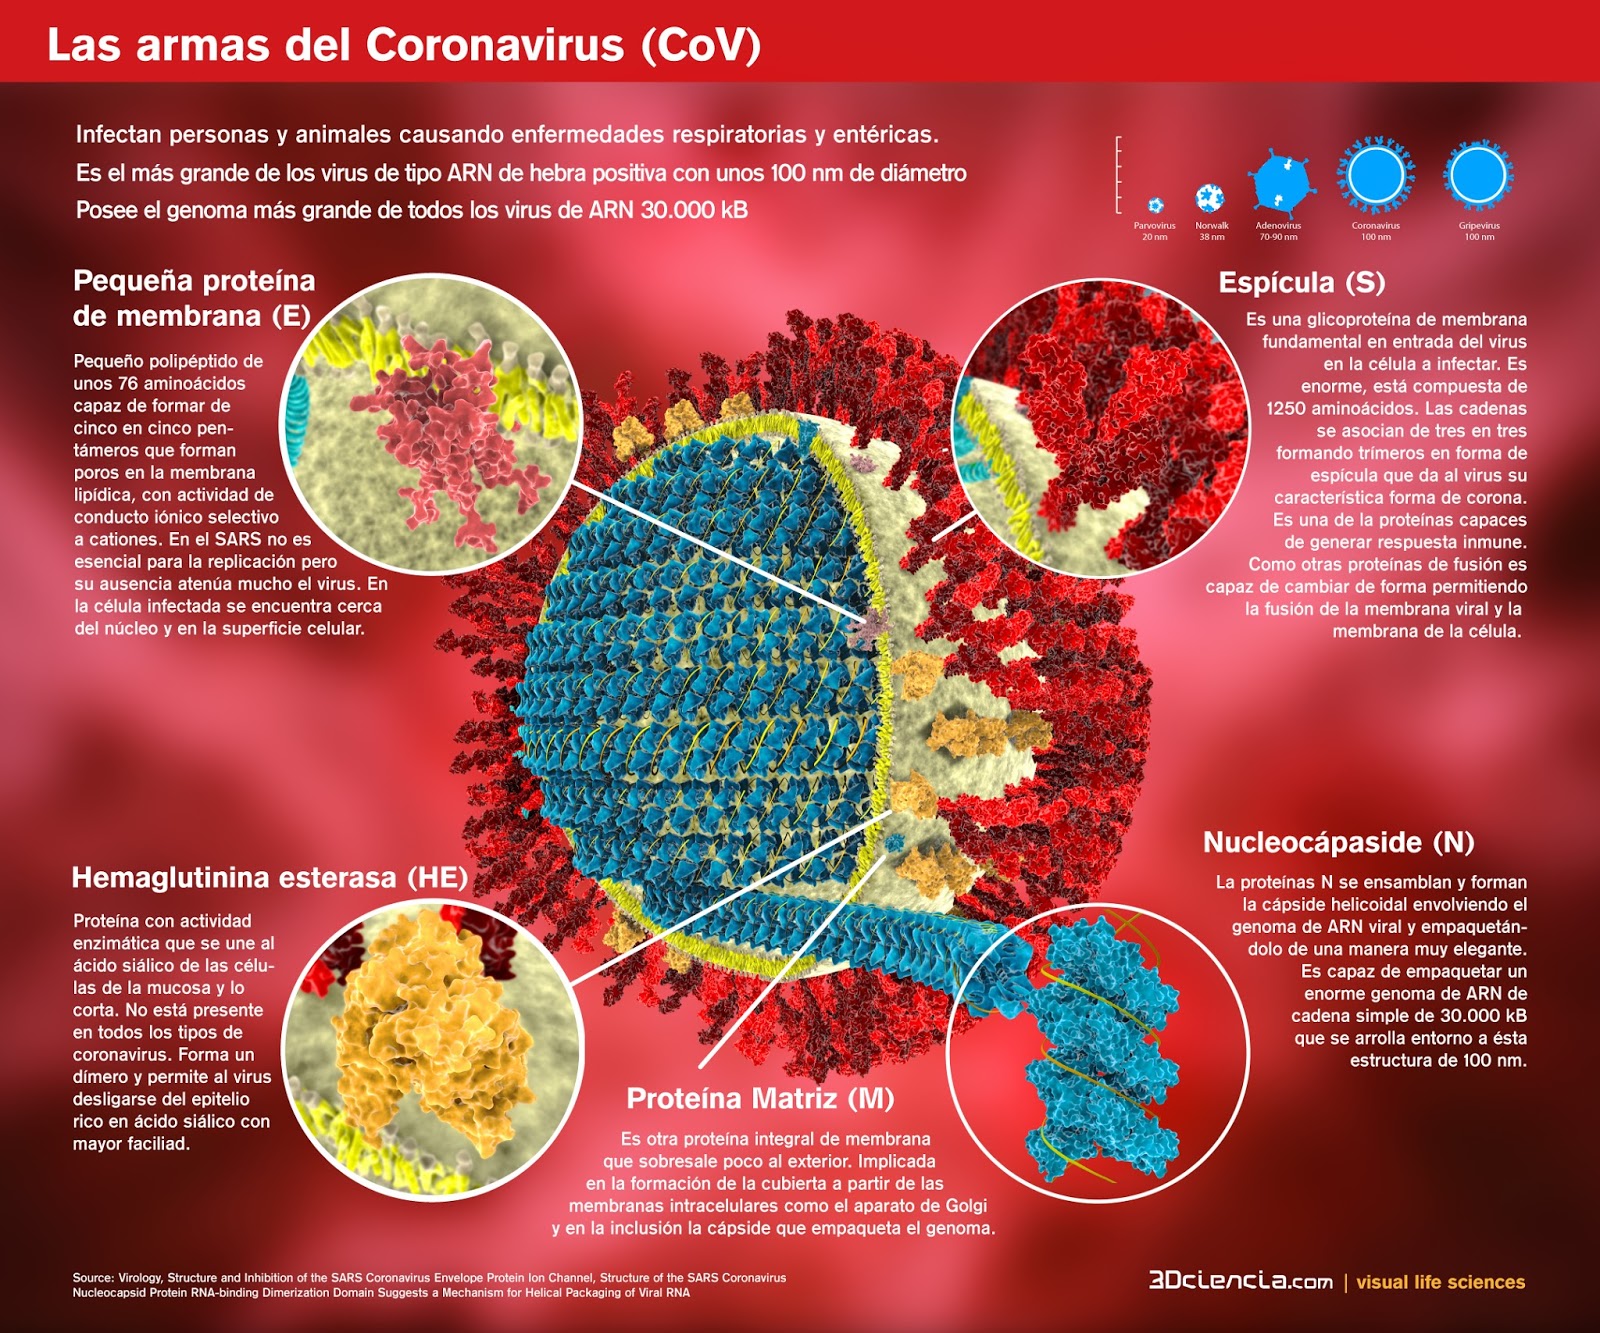 Las armas del Coronavirus (CoV)
Infectan personas y animales causando enfermedades respiratorias y entéricas.
Es el más grande de los virus de tipo ARN de hebra positiva con unos 100 nm de diámetro
Posee el genoma más grande de todos los virus de ARN 30.000 kB
Parvovirus
20 nm
Norwalk
38 nm
Adenovirus
70-90 nm
Coronavirus
100 nm
Gripevirus
100 nm
Pequeña proteína
de membrana (E)
Pequeño polipéptido de
unos 76 aminoácidos
capaz de formar de
cinco en cinco pen-
támeros que forman
poros en la membrana
lipídica, con actividad de
conducto iónico selectivo
a cationes. En el SARS no es
esencial para la replicación pero
su ausencia atenúa mucho el virus. En
la célula infectada se encuentra cerca
del núcleo y en la superficie celular.
Espícula (S)
Es una glicoproteína de membrana
fundamental en entrada del virus
en la célula a infectar. Es
enorme, está compuesta de
1250 aminoácidos. Las cadenas
se asocian de tres en tres
formando trímeros en forma de
espícula que da al virus su
característica forma de corona.
Es una de la proteínas capaces
de generar respuesta inmune.
Como otras proteínas de fusión es
capaz de cambiar de forma permitiendo
la fusión de la membrana viral y la
membrana de la célula.
Hemaglutinina esterasa (HE)
Proteína con actividad
enzimática que se une al
ácido siálico de las célu-
las de la mucosa y lo
corta. No está presente
en todos los tipos de
coronavirus. Forma un
dímero y permite al virus
desligarse del epitelio
rico en ácido siálico con
mayor faciliad.
Proteína Matriz (M)
Es otra proteína integral de membrana
que sobresale poco al exterior. Implicada
en la formación de la cubierta a partir de las
membranas intracelulares como el aparato de Golgi
y en la inclusión la cápside que empaqueta el genoma.
Nucleocápaside (N)
La proteínas N se ensamblan y forman
la cápside helicoidal envolviendo el
genoma de ARN viral y empaquetán-
dolo de una manera muy elegante.
Es capaz de empaquetar un
enorme genoma de ARN de
cadena simple de 30.000 kB
que se arrolla entorno a ésta
estructura de 100 nm.
Source: Virology, Structure and Inhibition of the SARS Coronavirus Envelope Protein Ion Channel, Structure of the SARS Coronavirus
Nucleocapsid Protein RNA-binding Dimerization Domain Suggests a Mechanism for Helical Packaging of Viral RNA
3Dciencia.com | visual life sciences